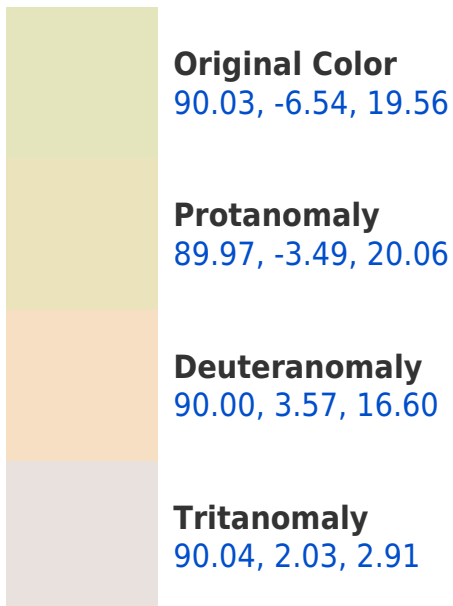 Original Color
90.03, -6.54, 19.56
Protanomaly
89.97, -3.49, 20.06
Deuteranomaly
90.00, 3.57, 16.60
Tritanomaly
90.04, 2.03, 2.91